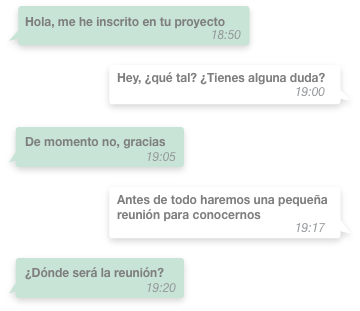 Hola, me he inscrito en tu proyecto
18:50
Hey, ¿qué tal? ¿Tienes alguna duda?
19:00
De momento no, gracias
19:05
Antes de todo haremos una pequeña
reunión para conocernos
19:17
¿Dónde será la reunión?
19:20